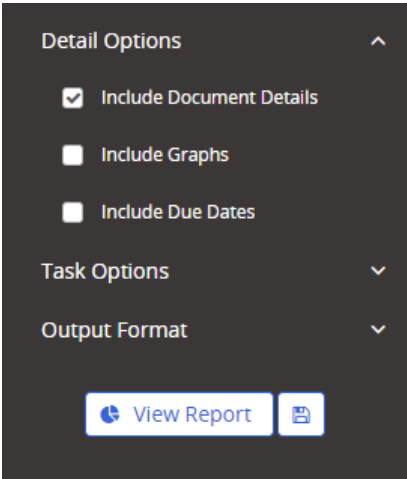 Detail Options
Include Document Details
Include Graphs
Include Due Dates
Task Options
Output Format
View Report